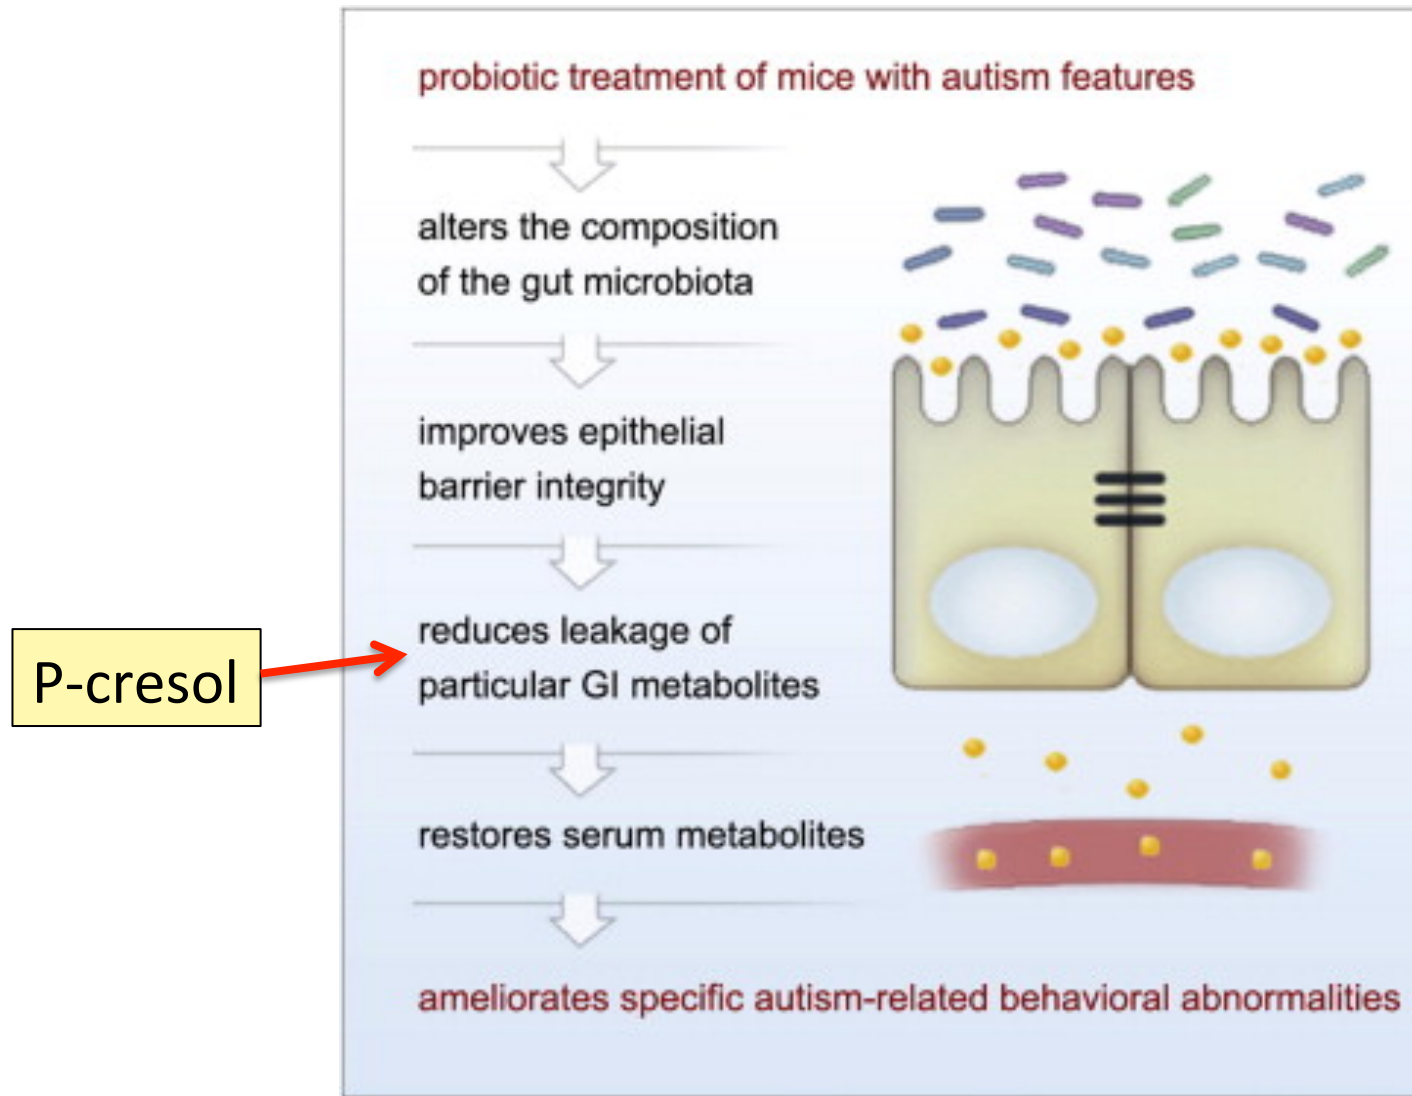 probiotic treatment of mice with autism features
alters the composition
of the gut microbiota
improves epithelial
barrier integrity
P-cresol
reduces leakage of
particular GI metabolites
restores serum metabolites
ameliorates specific autism-related behavioral abnormalities